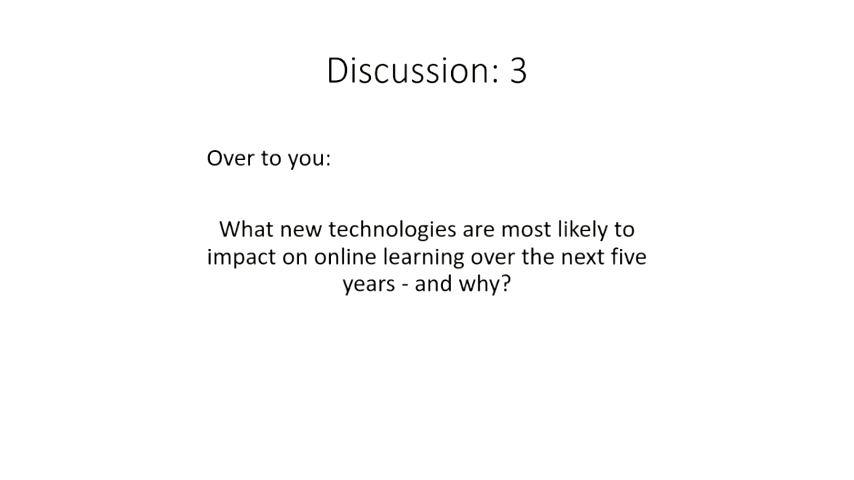 Discussion: 3
Over to you:
What new technologies are most likely to
impact on online learning over the next five
years - and why?